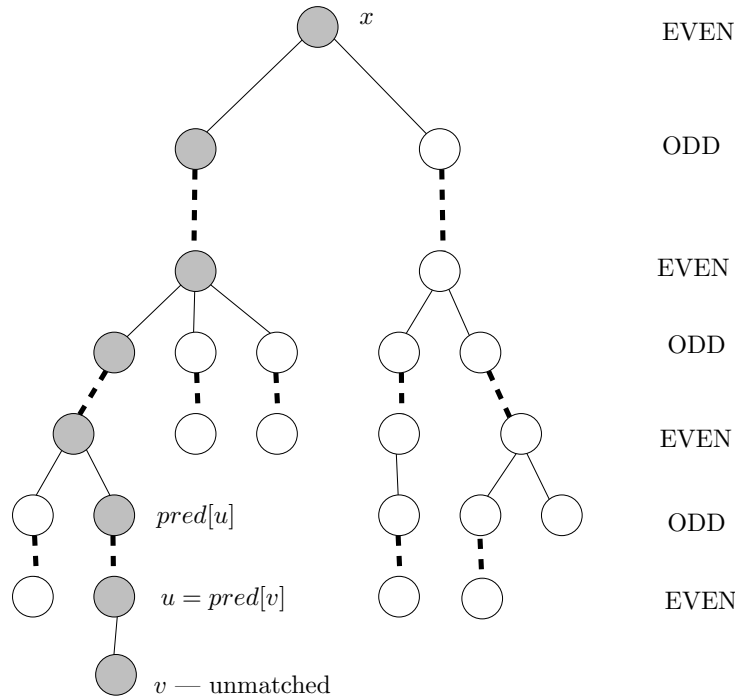 x
EVEN
ODD
EVEN
ODD
EVEN
pred[u]
ODD
u = pred[v]
EVEN
v — unmatched